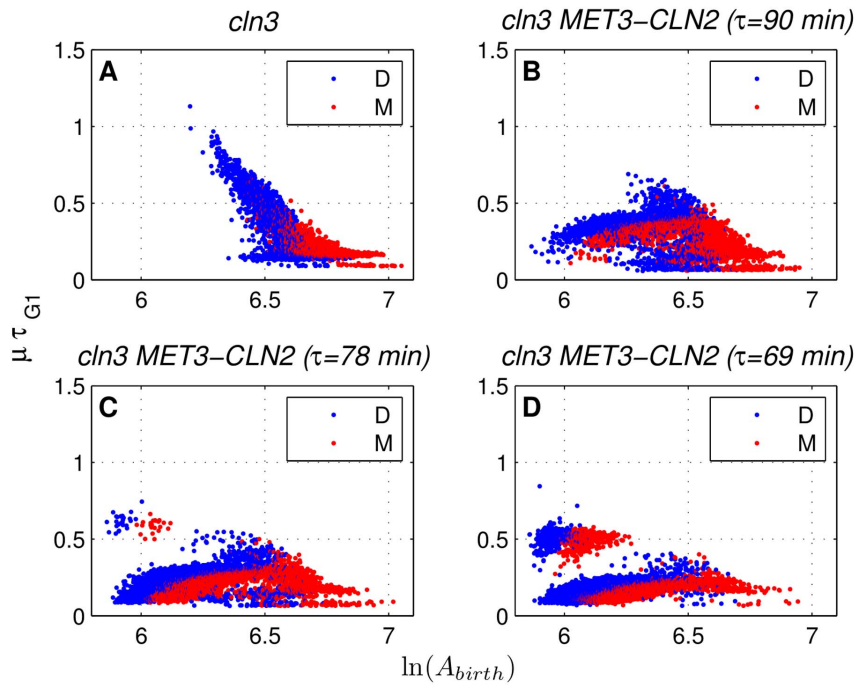 cln3
cln3 MET3−CLN2 (τ=90 min)
1.5
A
D
M
1
0.5
0
6
6.5
7
1.5
B
D
M
1
0.5
0
6
6.5
7
μ τ G1
cln3 MET3−CLN2 (τ=78 min)
cln3 MET3−CLN2 (τ=69 min)
1.5
C
D
M
1
0.5
0
6
6.5
7
1.5
D
D
M
1
0.5
0
6
6.5
7
ln(A_birth)